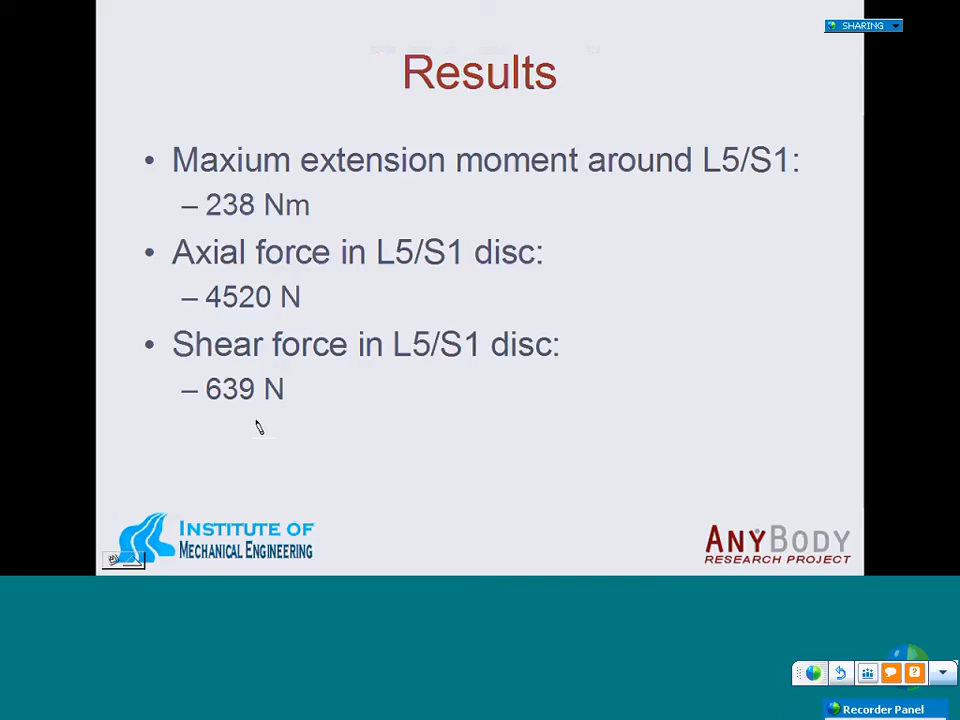 SHARING
Results
• Maxium extension moment around L5/S1:
– 238 Nm
• Axial force in L5/S1 disc:
– 4520 N
• Shear force in L5/S1 disc:
– 639 N
INSTITUTE OF
MECHANICAL ENGINEERING
ANYBODY
RESEARCH PROJECT
Recorder Panel